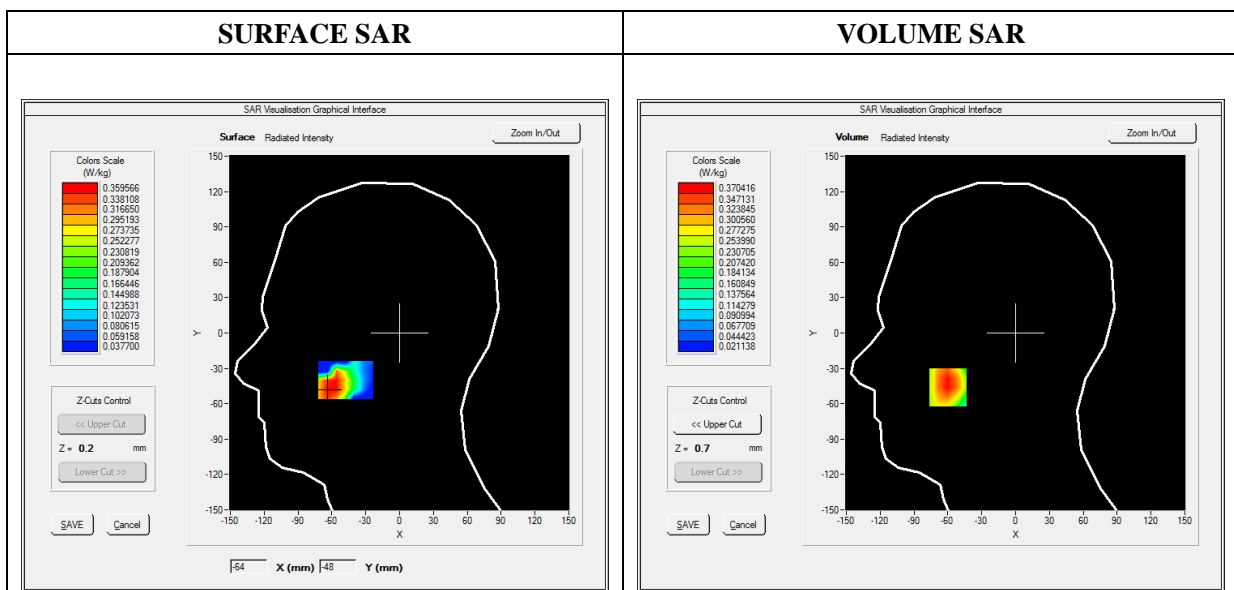 SURFACE SAR
VOLUME SAR
SAR Visualisation Graphical Interface
Surface Radiated Intensity
Zoom In/Out
Colors Scale
(W/kg)
0.359566
0.338108
0.316650
0.295193
0.273735
0.252277
0.230819
0.209362
0.187904
0.166446
0.144988
0.123531
0.102073
0.080615
0.059158
0.037700
Z-Cuts Control
<< Upper Cut
Z = 0.2 mm
Lower Cut >>
SAVE Cancel
150
120
90
60
30
0
-30
-60
-90
-120
-150
Y
-150 -120 -90 -60 -30 0 30 60 90 120 150
X
-64 X (mm) -48 Y (mm)
SAR Visualisation Graphical Interface
Volume Radiated Intensity
Zoom In/Out
Colors Scale
(W/kg)
0.370416
0.347131
0.323845
0.300560
0.277275
0.253990
0.230705
0.207420
0.184134
0.160849
0.137564
0.114279
0.090994
0.067709
0.044423
0.021138
Z-Cuts Control
<< Upper Cut
Z = 0.7 mm
Lower Cut >>
SAVE Cancel
150
120
90
60
30
0
-30
-60
-90
-120
-150
Y
-150 -120 -90 -60 -30 0 30 60 90 120 150
X